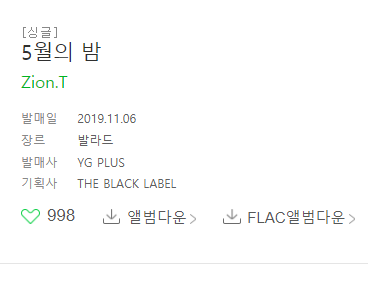 [싱글]
5월의 밤
Zion.T
발매일 2019.11.06
장르 발라드
발매사 YG PLUS
기획사 THE BLACK LABEL
998 앨범다운 FLAC앨범다운